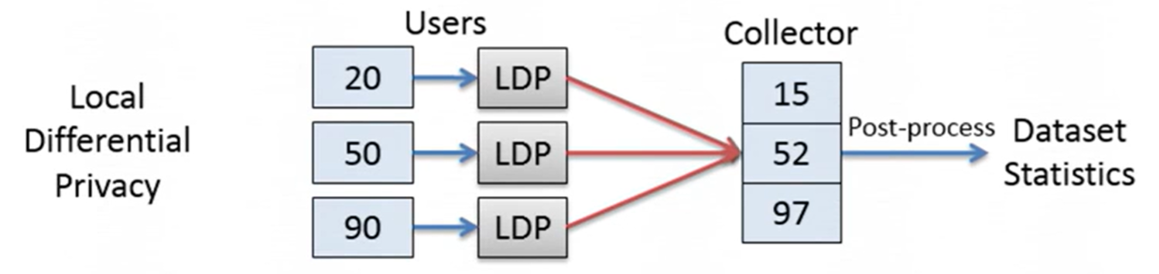 Local
Differential
Privacy
Users
20
LDP
50
LDP
90
LDP
Collector
15
52
97
Post-process
Dataset
Statistics